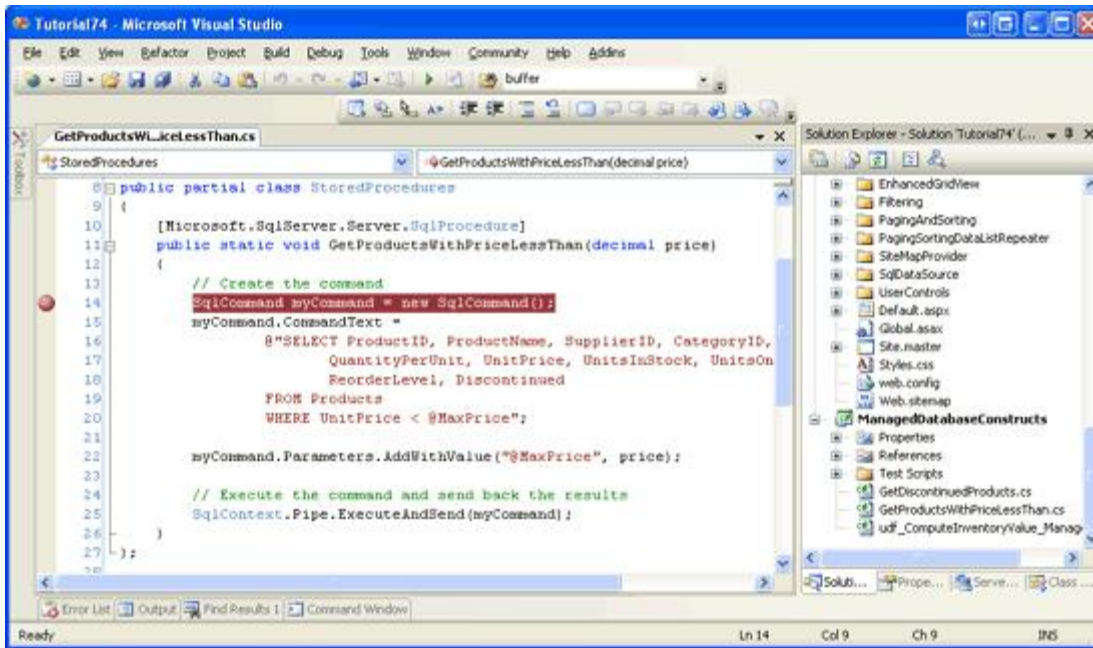 Tutorial74 - Microsoft Visual Studio
File Edit View Refactor Project Build Debug Tools Window Community Help Addins
buffer
GetProductsWi...iceLessThan.cs
StoredProcedures
GetProductsWithPriceLessThan(decimal price)
Toolbox
8 public partial class StoredProcedures
9 {
10 [Microsoft.SqlServer.Server.SqlProcedure]
11 public static void GetProductsWithPriceLessThan(decimal price)
12 {
13 // Create the command
14 SqlCommand myCommand = new SqlCommand();
15 myCommand.CommandText =
16 @"SELECT ProductID, ProductName, SupplierID, CategoryID,
17 QuantityPerUnit, UnitPrice, UnitsInStock, UnitsOn
18 ReorderLevel, Discontinued
19 FROM Products
20 WHERE UnitPrice < @MaxPrice";
21
22 myCommand.Parameters.AddWithValue("@MaxPrice", price);
23
24 // Execute the command and send back the results
25 SqlContext.Pipe.ExecuteAndSend(myCommand);
26 }
27 };
28
Solution Explorer - Solution 'Tutorial74' (...
EnhancedGridView
Filtering
PagingAndSorting
PagingSortingDataListRepeater
SiteMapProvider
SqlDataSource
UserControls
Default.aspx
Global.asax
Site.master
Styles.css
web.config
Web.sitemap
ManagedDatabaseConstructs
Properties
References
Test Scripts
GetDiscontinuedProducts.cs
GetProductsWithPriceLessThan.cs
udf_ComputeInventoryValue_Manag
Soluti... Prope... Serve... Class ...
Error List Output Find Results 1 Command Window
Ready Ln 14 Col 9 Ch 9 INS